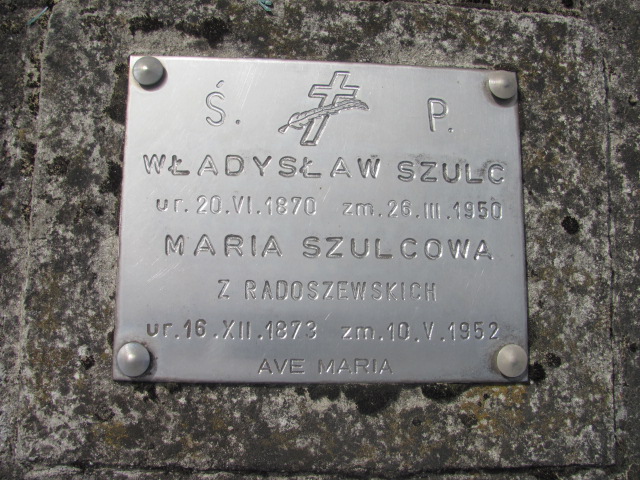 Ś. P.
WŁADYSŁAW SZULC
ur. 20.VI.1870 zm. 26.III.1950
MARIA SZULCOWA
Z RADOSZEWSKICH
ur. 16.XII.1873 zm. 10.V.1952
AVE MARIA